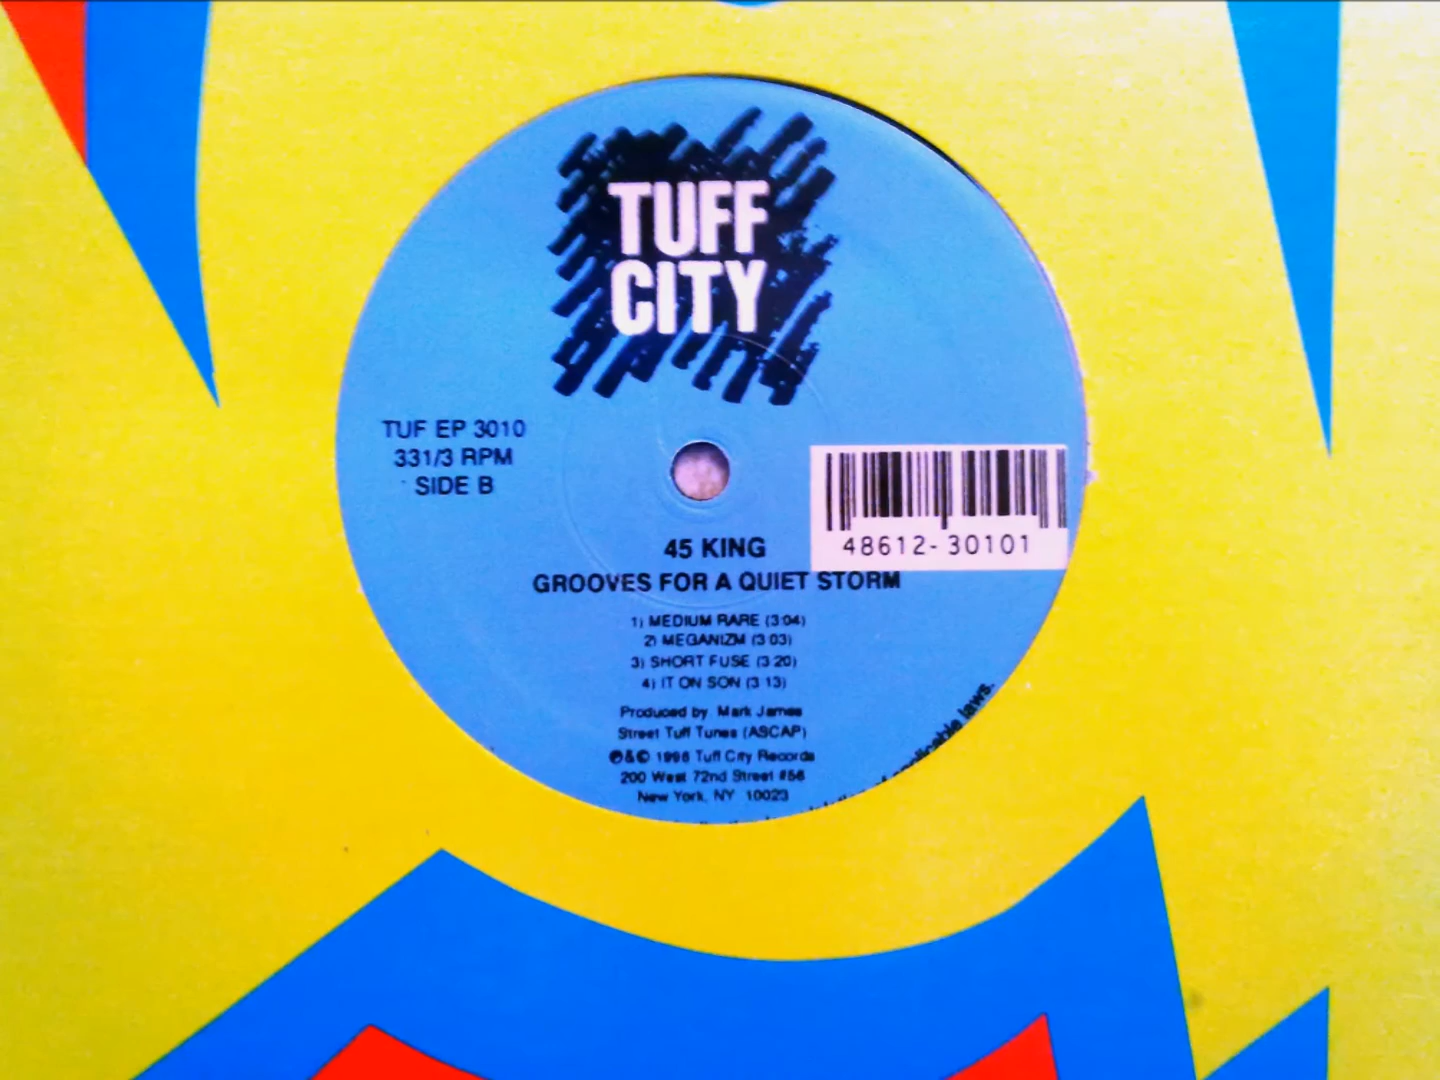 TUFF
CITY
TUF EP 3010
331/3 RPM
SIDE B
48612-30101
45 KING
GROOVES FOR A QUIET STORM
1) MEDIUM RARE (3:04)
2) MEGANIZM (3:03)
3) SHORT FUSE (3:20)
4) IT ON SON (3:13)
Produced by: Mark James
Street Tuff Tunes (ASCAP)
℗&© 1996 Tuff City Records
200 West 72nd Street #56
New York, NY 10023
of applicable laws.